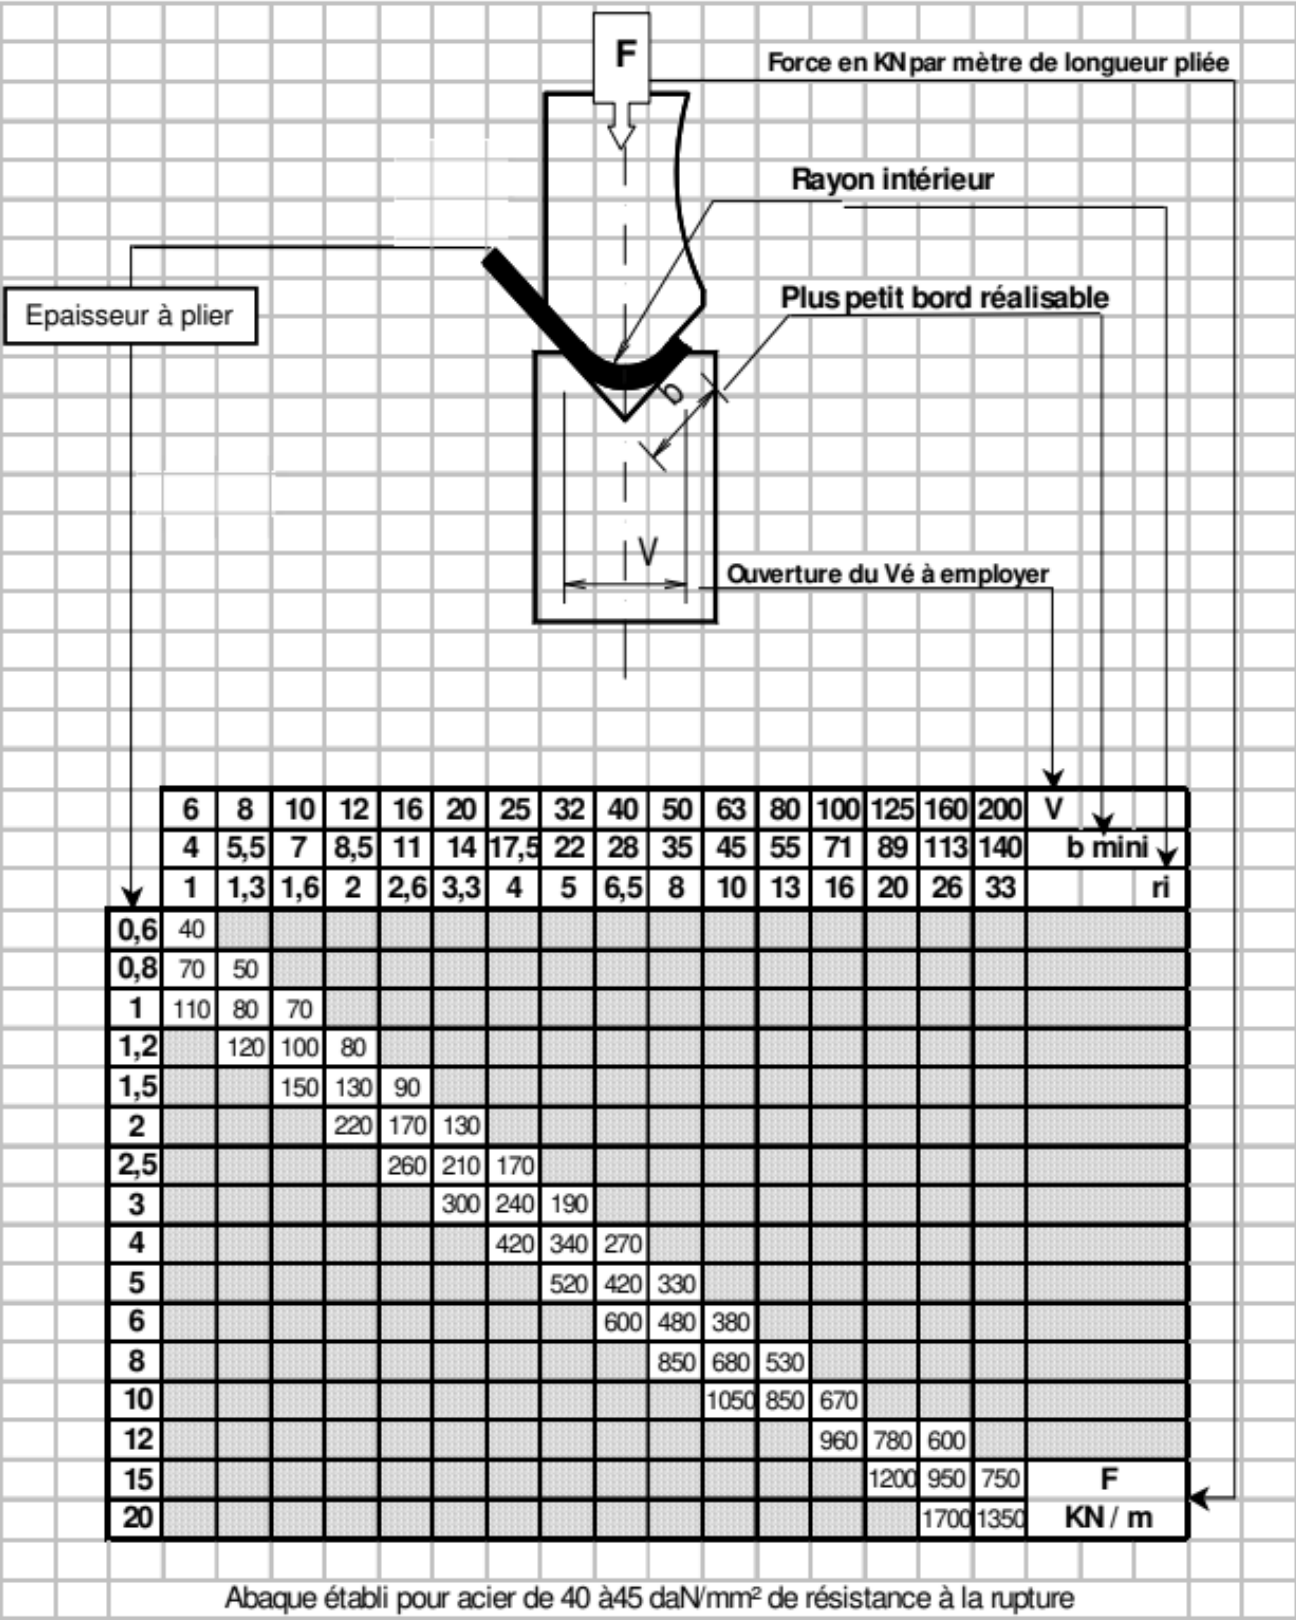 F
Force en KN par mètre de longueur pliée
Rayon intérieur
Plus petit bord réalisable
Epaisseur à plier
b
V
Ouverture du Vé à employer
6 8 10 12 16 20 25 32 40 50 63 80 100 125 160 200 V
4 5,5 7 8,5 11 14 17,5 22 28 35 45 55 71 89 113 140 b mini
1 1,3 1,6 2 2,6 3,3 4 5 6,5 8 10 13 16 20 26 33 ri
0,6 40
0,8 70 50
1 110 80 70
1,2 120 100 80
1,5 150 130 90
2 220 170 130
2,5 260 210 170
3 300 240 190
4 420 340 270
5 520 420 330
6 600 480 380
8 850 680 530
10 1050 850 670
12 960 780 600
15 1200 950 750 F
20 1700 1350 KN / m
Abaque établi pour acier de 40 à45 daN/mm² de résistance à la rupture